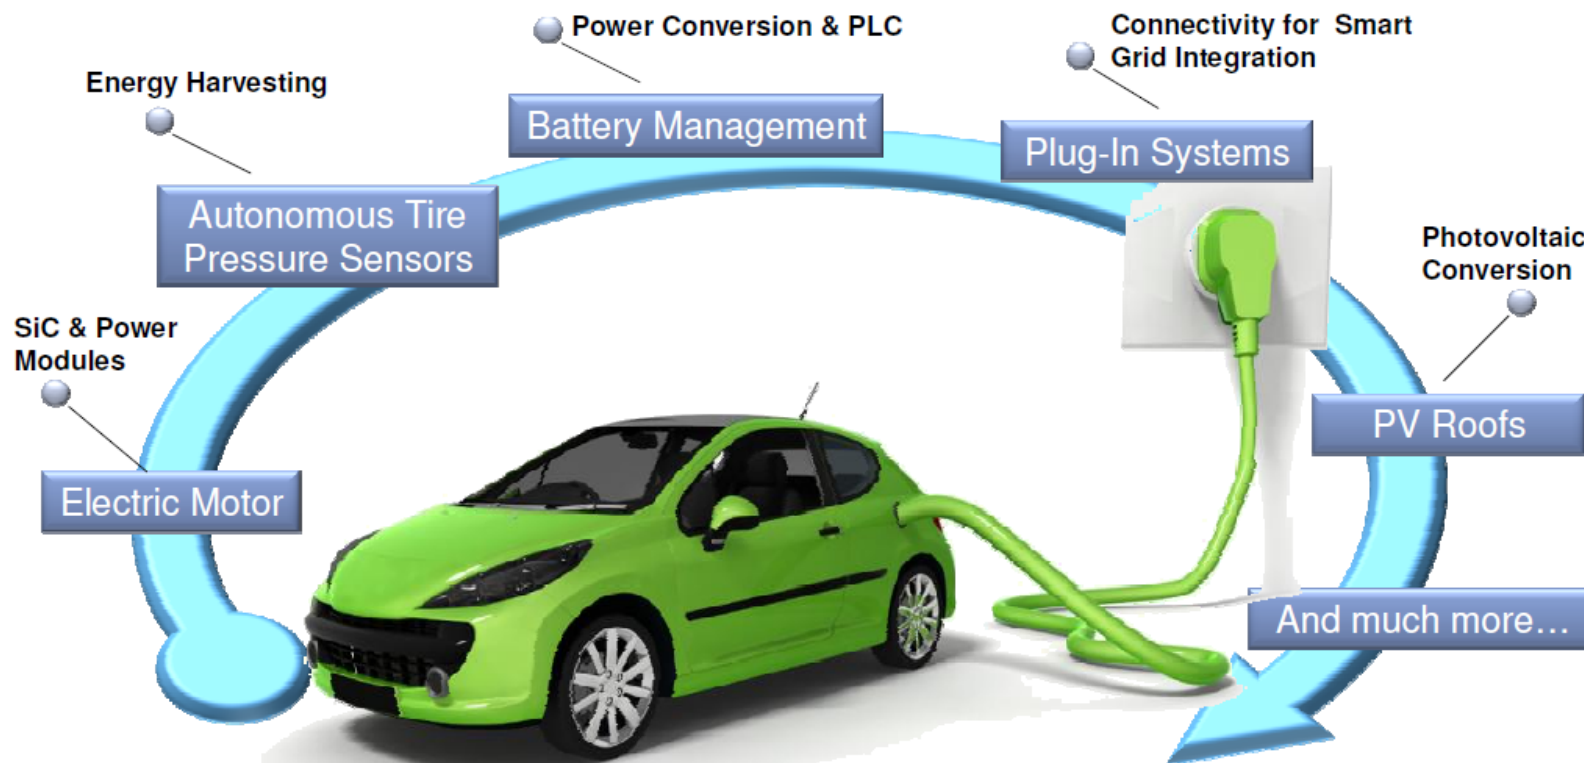 Power Conversion & PLC
Connectivity for Smart
Grid Integration
Energy Harvesting
Battery Management
Plug-In Systems
Autonomous Tire
Pressure Sensors
Photovoltaic
Conversion
SiC & Power
Modules
PV Roofs
Electric Motor
And much more...